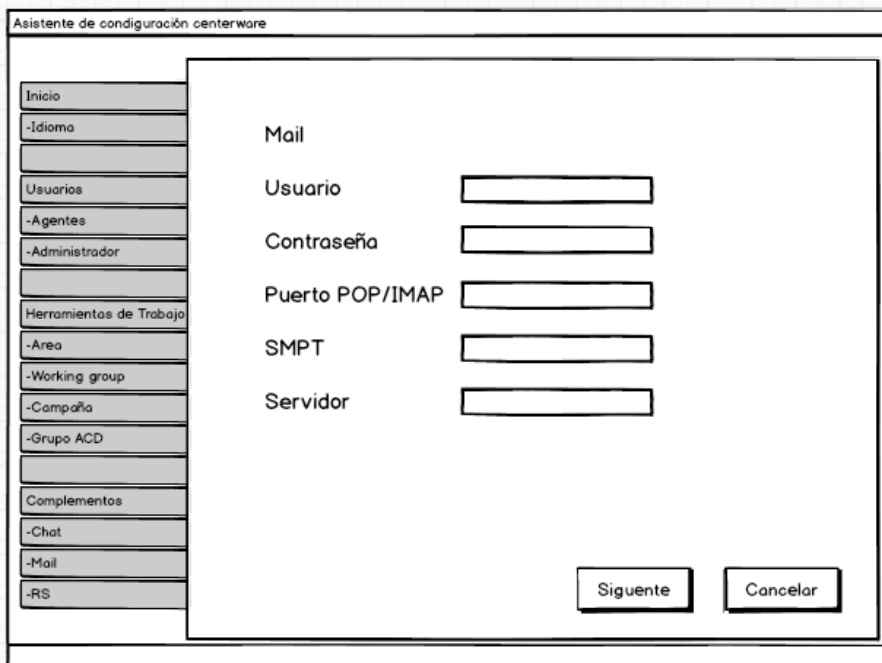 Asistente de condiguración centerware
Inicio
-Idioma
Usuarios
-Agentes
-Administrador
Herramientas de Trabajo
-Area
-Working group
-Campaña
-Grupo ACD
Complementos
-Chat
-Mail
-RS
Mail
Usuario
Contraseña
Puerto POP/IMAP
SMPT
Servidor
Siguente
Cancelar